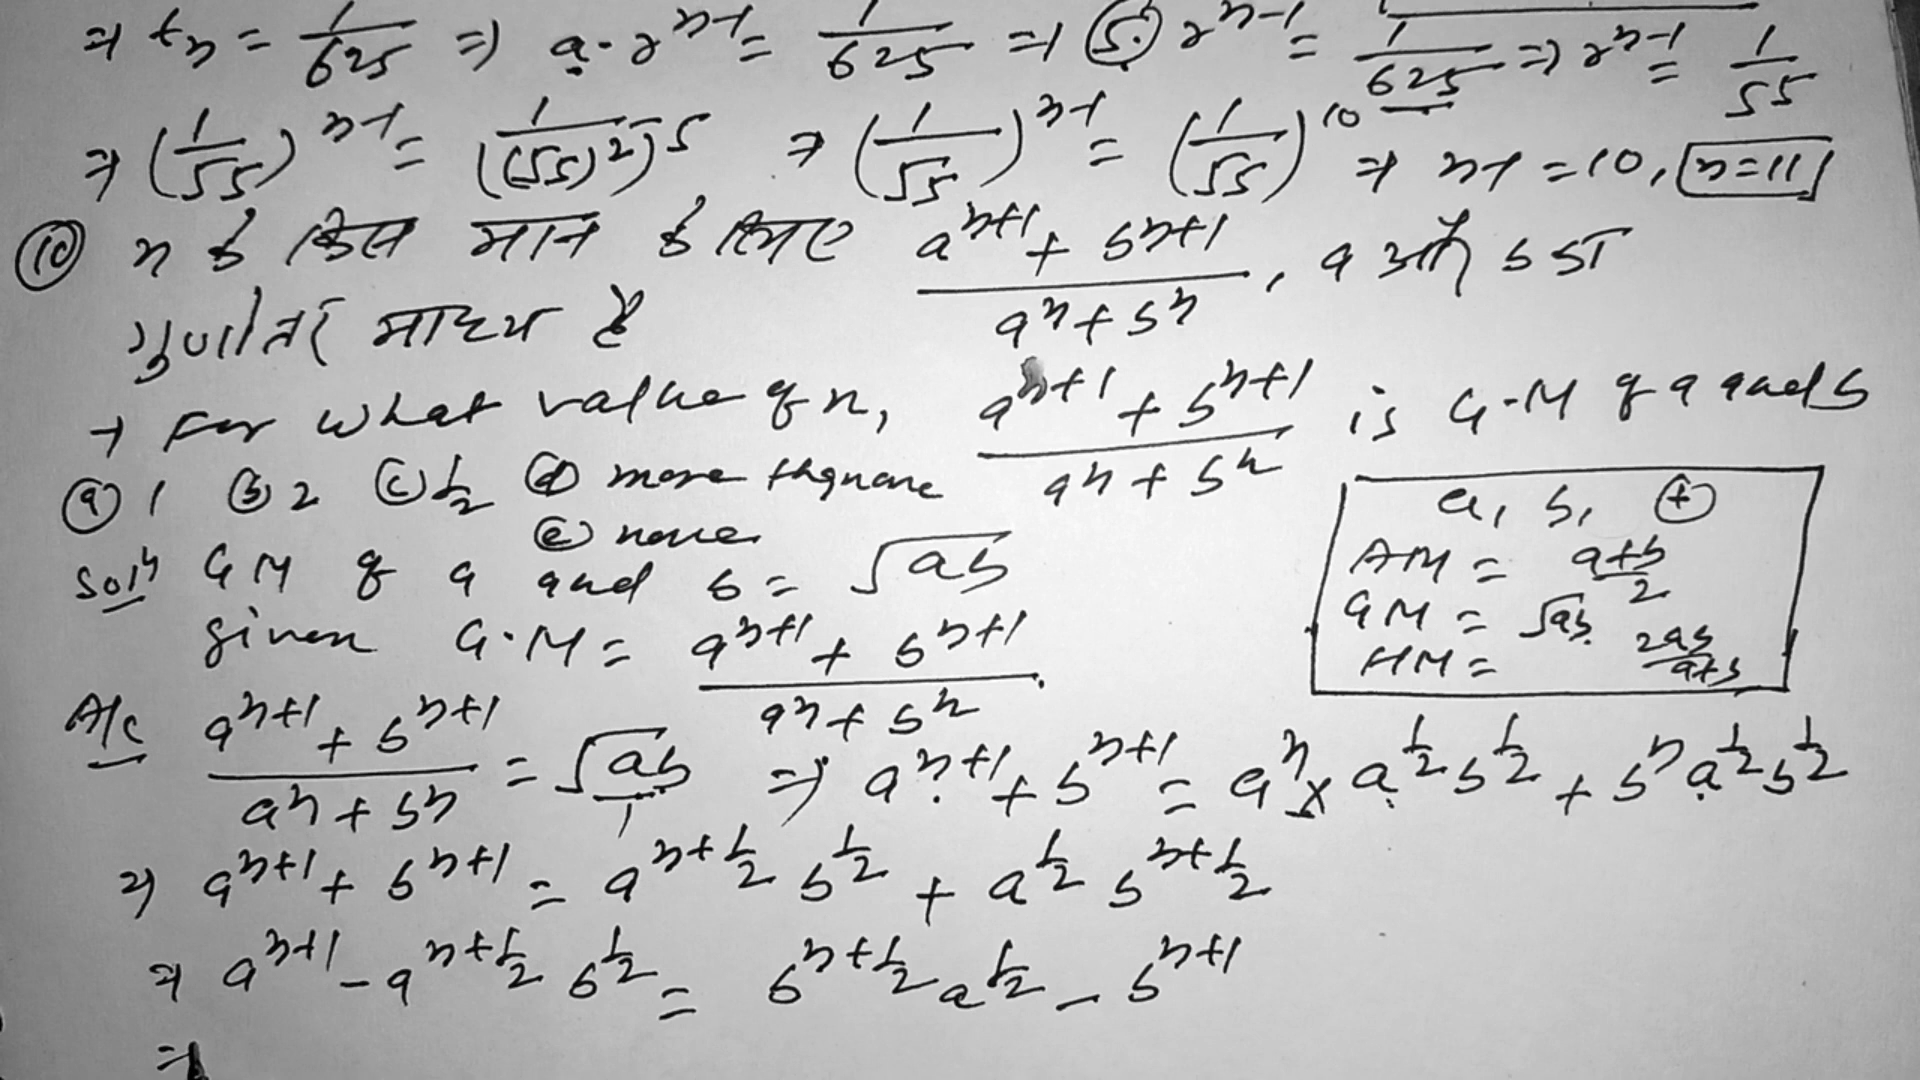 ⇒ tn = 1/625 ⇒ a·r^n-1 = 1/625 ⇒ (5.) r^n-1 = 1/625 ⇒ r^n-1 = 1/5^5
⇒ (1/√5)^n-1 = 1/((√5)^2)^5 ⇒ (1/√5)^n-1 = (1/√5)^10 ⇒ n-1 = 10, n=11
(10) n के किस मान के लिए a^n+1 + b^n+1 / a^n + b^n, a और b का
गुणोत्तर माध्य है
→ For what value of n, a^n+1 + b^n+1 / a^n + b^n is G.M of a and b
(a) 1 (b) 2 (c) 1/2 (d) more than one
(e) none
Solⁿ GM of a and b = √ab
given G.M = a^n+1 + b^n+1 / a^n + b^n
a, b, (+)
AM = a+b/2
GM = √ab
HM = 2ab/a+b
A/c a^n+1 + b^n+1 / a^n + b^n = √ab/1 ⇒ a^n+1 + b^n+1 = a^n × a^1/2 b^1/2 + b^n a^1/2 b^1/2
⇒ a^n+1 + b^n+1 = a^n+1/2 b^1/2 + a^1/2 b^n+1/2
⇒ a^n+1 - a^n+1/2 b^1/2 = b^n+1/2 a^1/2 - b^n+1
⇒